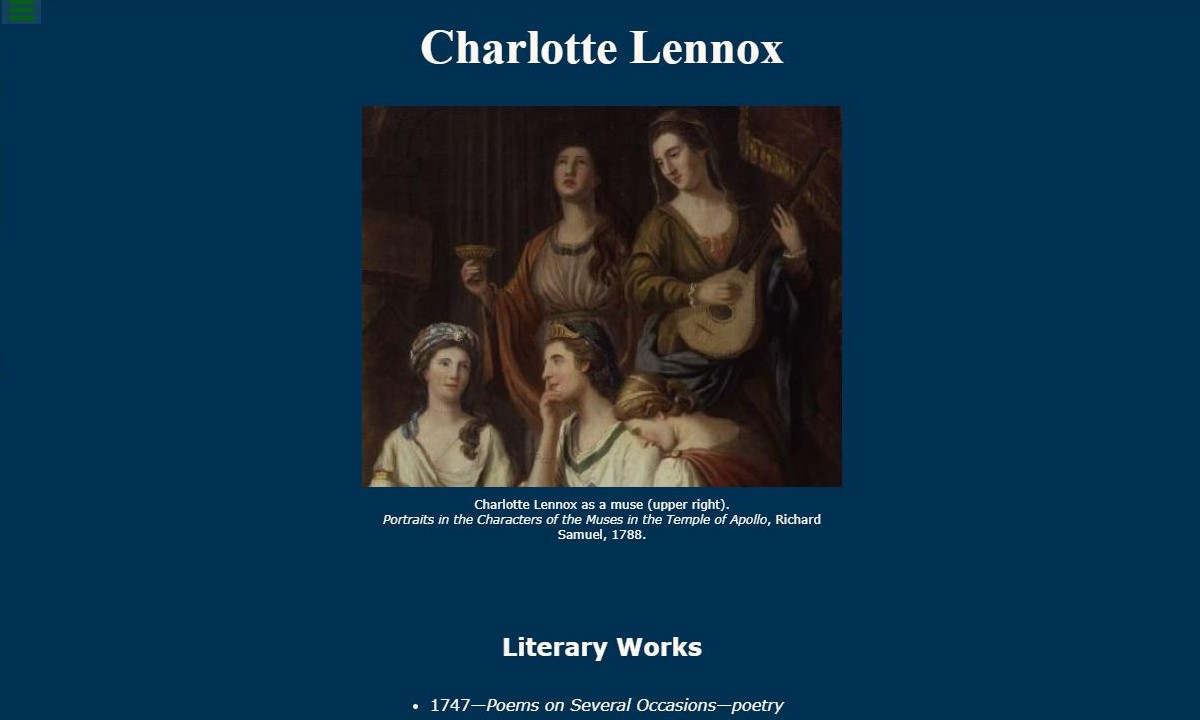 Charlotte Lennox
Charlotte Lennox as a muse (upper right).
Portraits in the Characters of the Muses in the Temple of Apollo, Richard
Samuel, 1788.
Literary Works
• 1747—Poems on Several Occasions—poetry